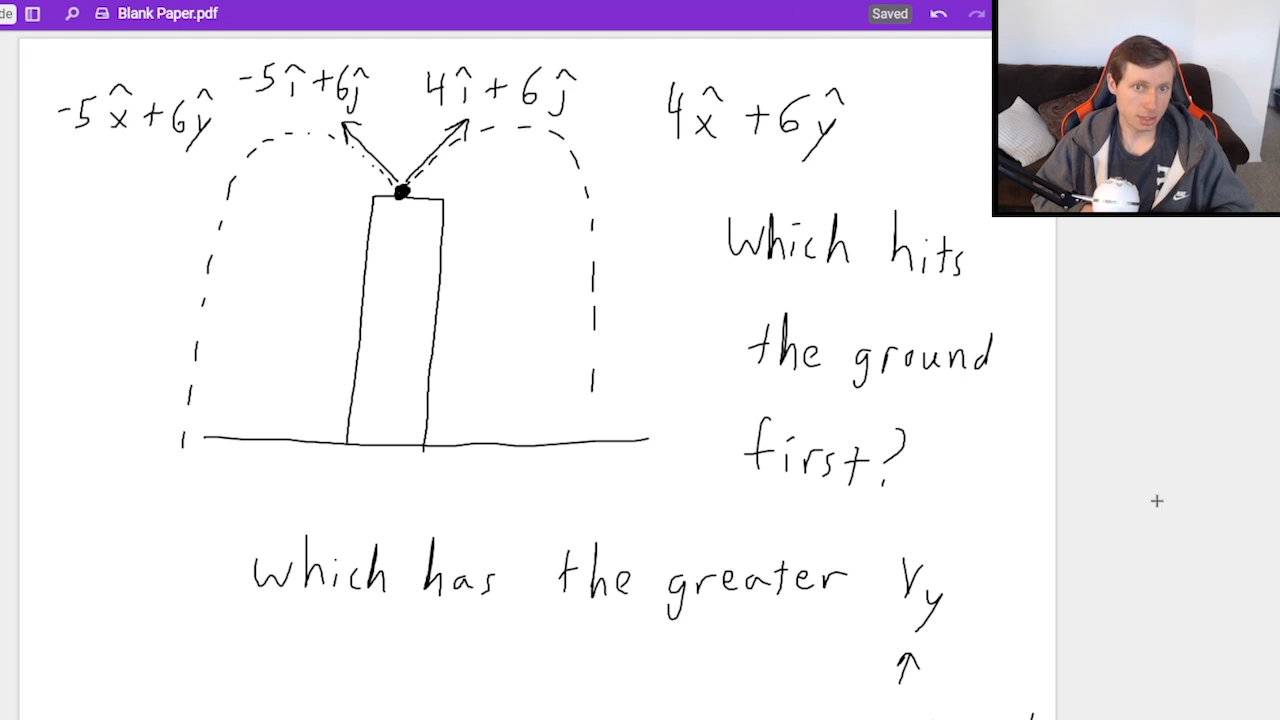 de
Blank Paper.pdf
Saved
-5x̂ + 6ŷ
-5î + 6ĵ
4î + 6ĵ
4x̂ + 6ŷ
Which hits
the ground
first?
which has the greater Vy